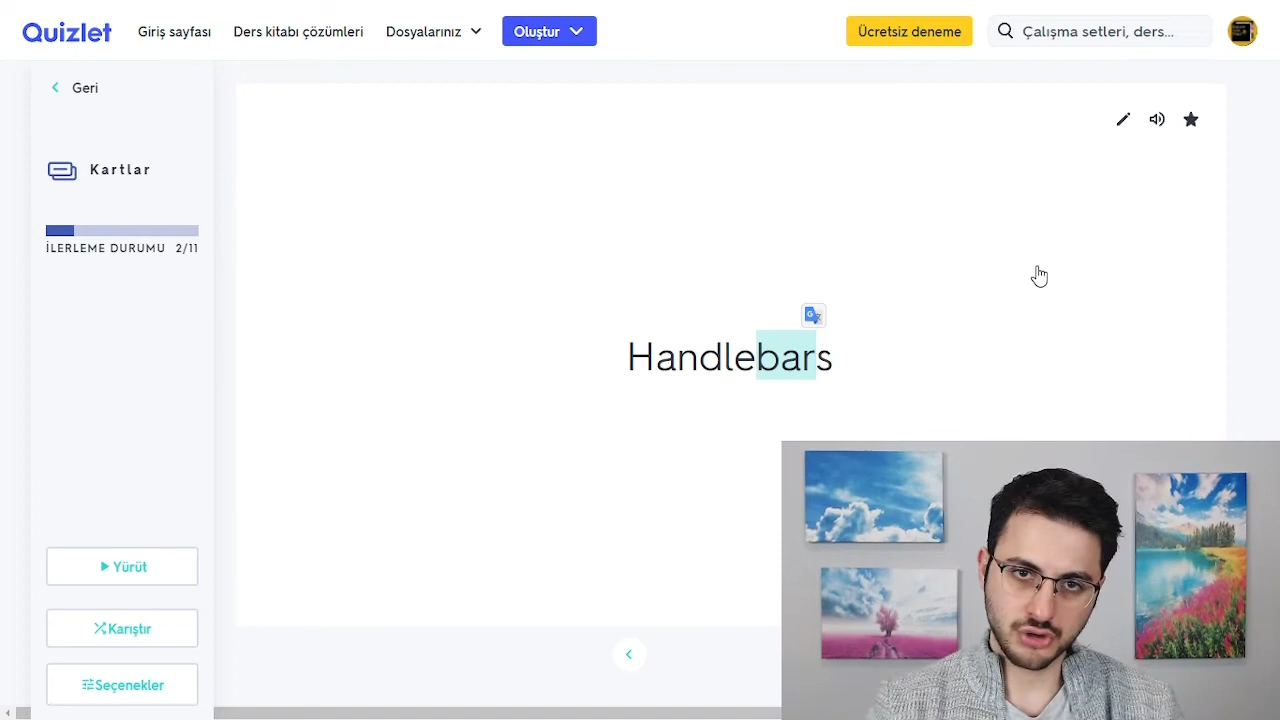 Quizlet
Giriş sayfası
Ders kitabı çözümleri
Dosyalarınız
Oluştur
Ücretsiz deneme
Çalışma setleri, ders...
Geri
Kartlar
İLERLEME DURUMU 2/11
Handlebars
Yürüt
Karıştır
Seçenekler